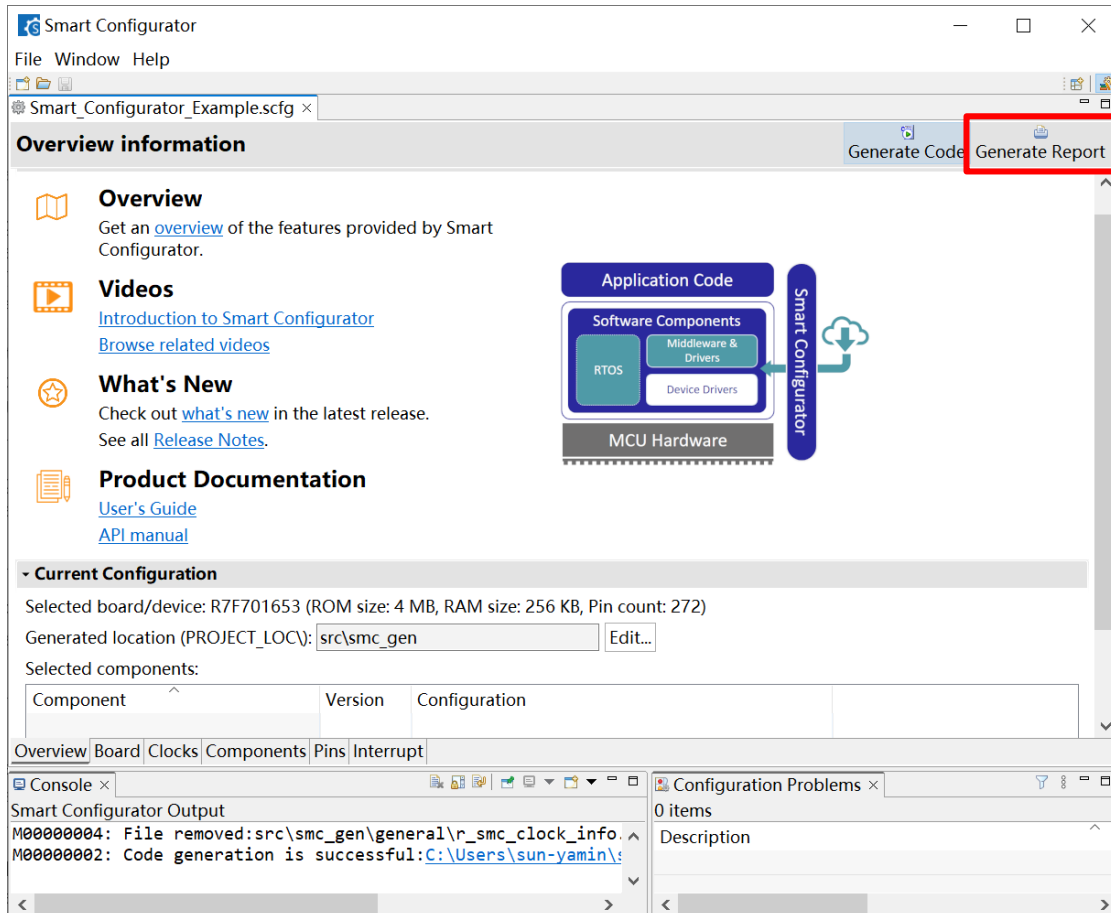 Smart Configurator
File Window Help
Smart_Configurator_Example.scfg
Overview information
Generate Code
Generate Report
Overview
Get an overview of the features provided by Smart
Configurator.
Videos
Introduction to Smart Configurator
Browse related videos
What's New
Check out what's new in the latest release.
See all Release Notes.
Product Documentation
User's Guide
API manual
Application Code
Software Components
RTOS
Middleware &
Drivers
Device Drivers
MCU Hardware
Smart Configurator
Current Configuration
Selected board/device: R7F701653 (ROM size: 4 MB, RAM size: 256 KB, Pin count: 272)
Generated location (PROJECT_LOC\): src\smc_gen Edit...
Selected components:
Component Version Configuration
Overview Board Clocks Components Pins Interrupt
Console
Smart Configurator Output
M00000004: File removed:src\smc_gen\general\r_smc_clock_info.
M00000002: Code generation is successful:C:\Users\sun-yamin\
Configuration Problems
0 items
Description